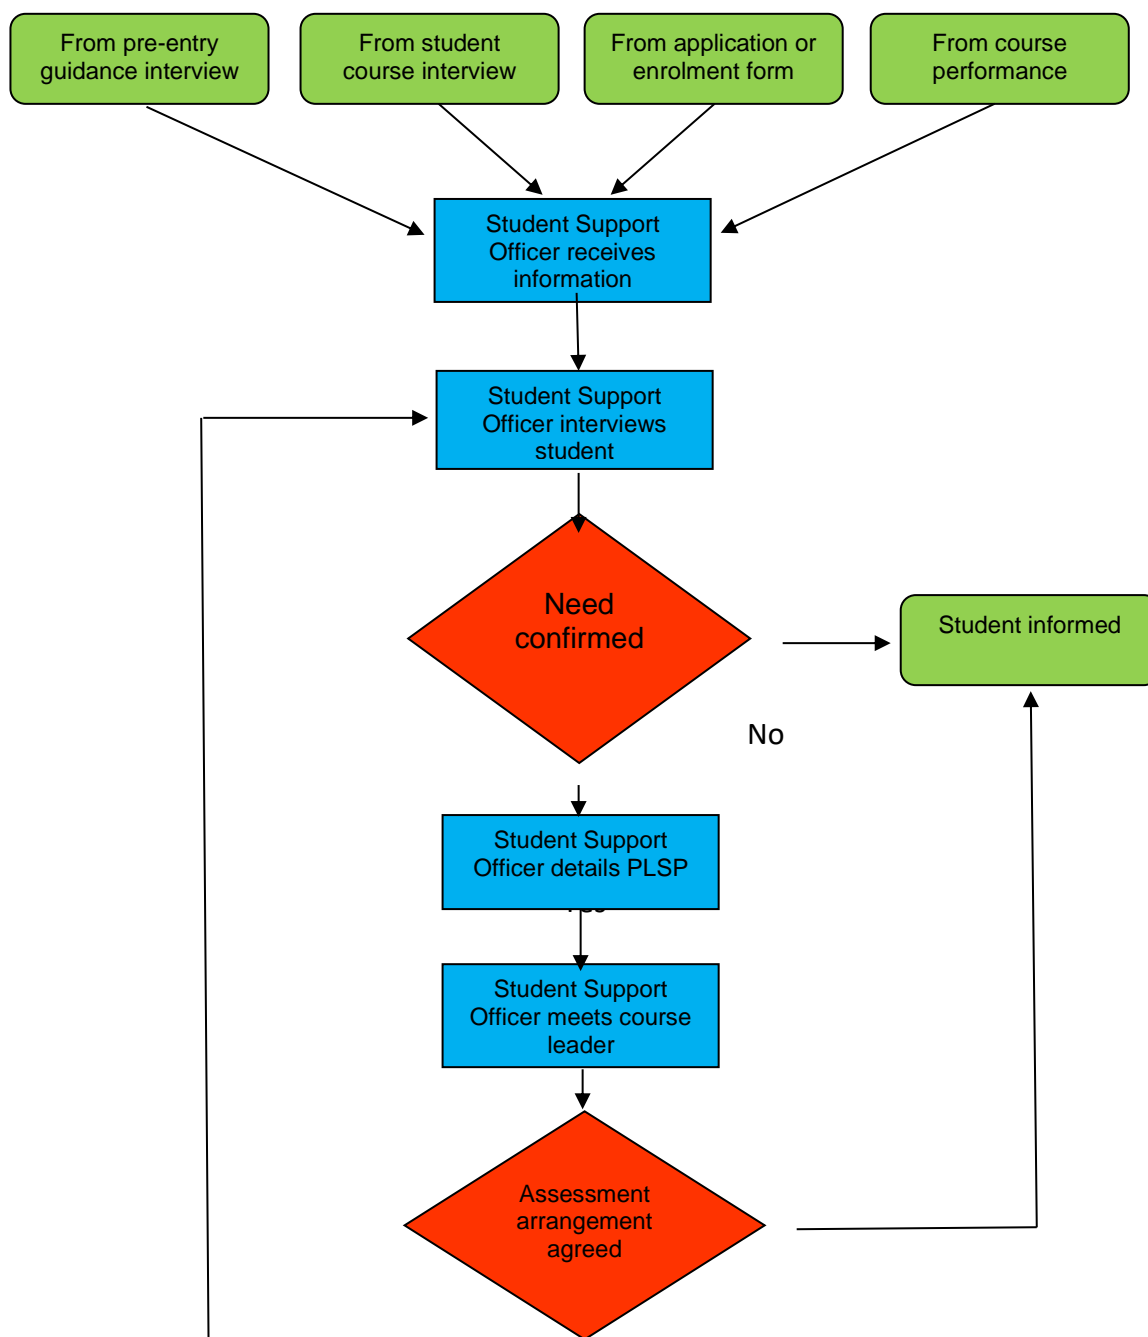 From pre-entry
guidance interview
From student
course interview
From application or
enrolment form
From course
performance
Student Support
Officer receives
information
Student Support
Officer interviews
student
Need
confirmed
Student informed
No
Student Support
Officer details PLSP
Student Support
Officer meets course
leader
Assessment
arrangement
agreed